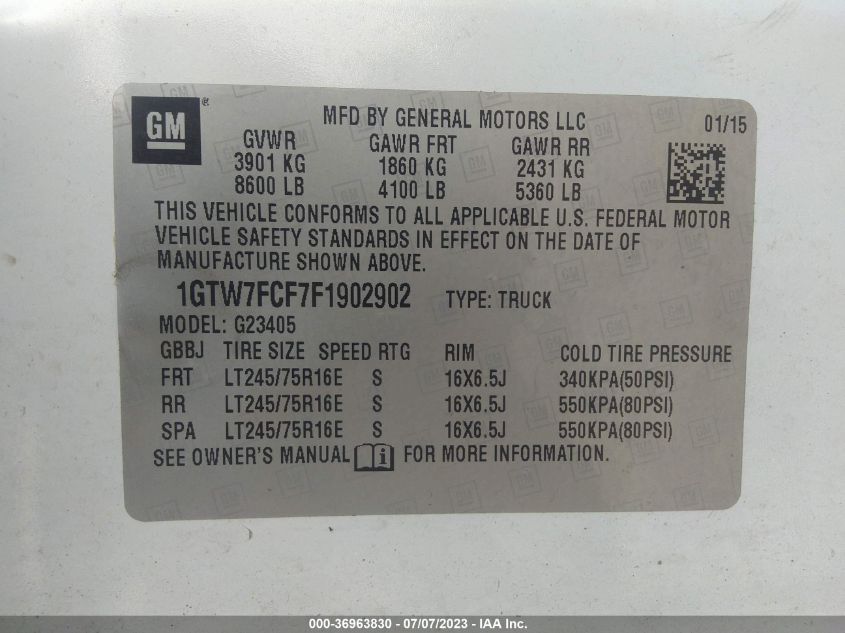 GM® MFD BY GENERAL MOTORS LLC 01/15
GVWR GAWR FRT GAWR RR
3901 KG 1860 KG 2431 KG
8600 LB 4100 LB 5360 LB
THIS VEHICLE CONFORMS TO ALL APPLICABLE U.S. FEDERAL MOTOR
VEHICLE SAFETY STANDARDS IN EFFECT ON THE DATE OF
MANUFACTURE SHOWN ABOVE.
1GTW7FCF7F1902902 TYPE: TRUCK
MODEL: G23405
GBBJ TIRE SIZE SPEED RTG RIM COLD TIRE PRESSURE
FRT LT245/75R16E S 16X6.5J 340KPA(50PSI)
RR LT245/75R16E S 16X6.5J 550KPA(80PSI)
SPA LT245/75R16E S 16X6.5J 550KPA(80PSI)
SEE OWNER'S MANUAL i FOR MORE INFORMATION.
000-36963830 - 07/07/2023 - IAA Inc.